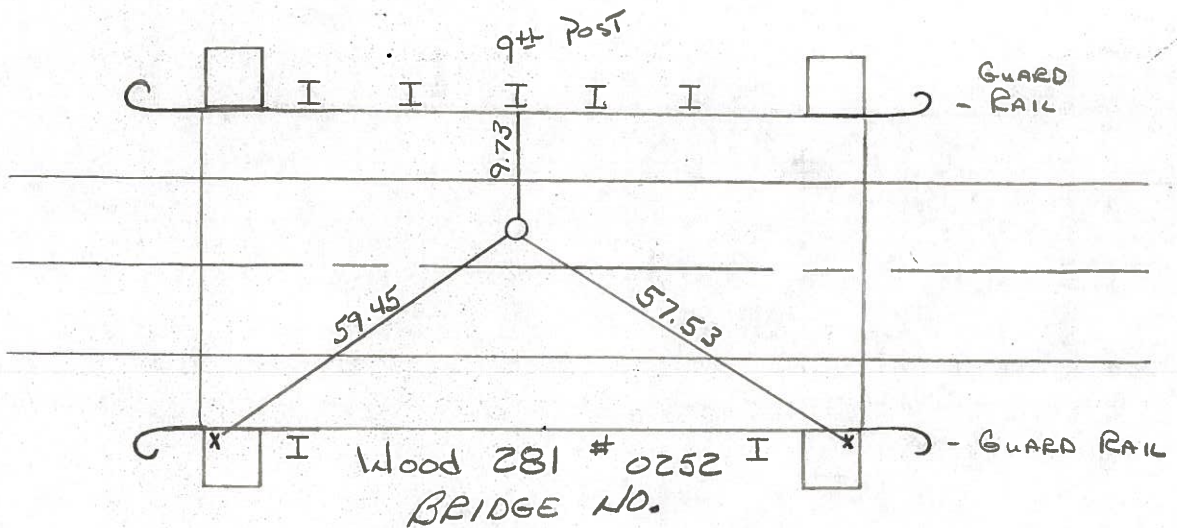 9th Post
GUARD
- RAIL
I I I I I
9.73
59.45
57.53
- GUARD RAIL
I Wood 281 # 0252 I
BRIDGE NO.